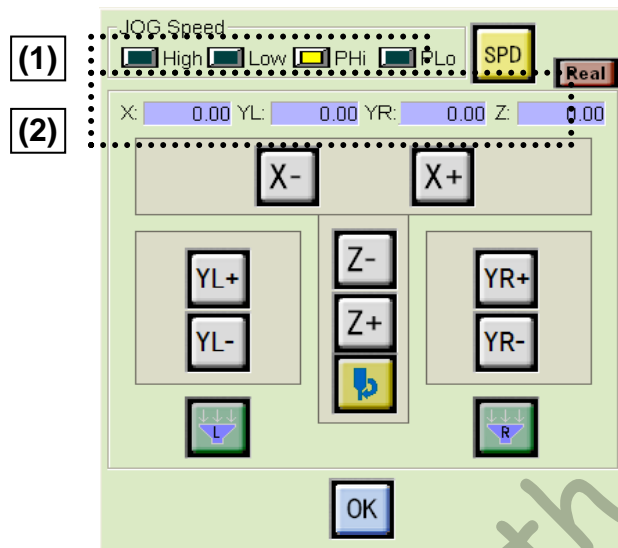 JOG Speed
(1)
High Low PHi PLo SPD
Real
(2)
X: 0.00 YL: 0.00 YR: 0.00 Z: 0.00
X- X+
Z-
YL+ YR+
Z+
YL- YR-
L R
OK
th